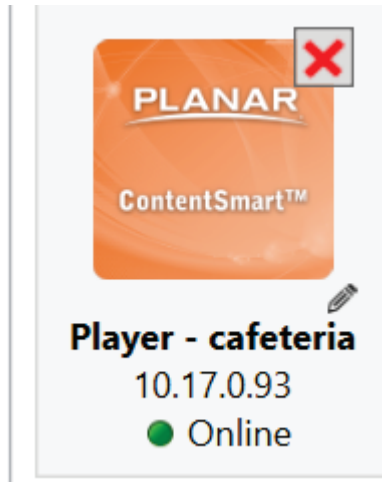 PLANAR
ContentSmart™
Player - cafeteria
10.17.0.93
Online